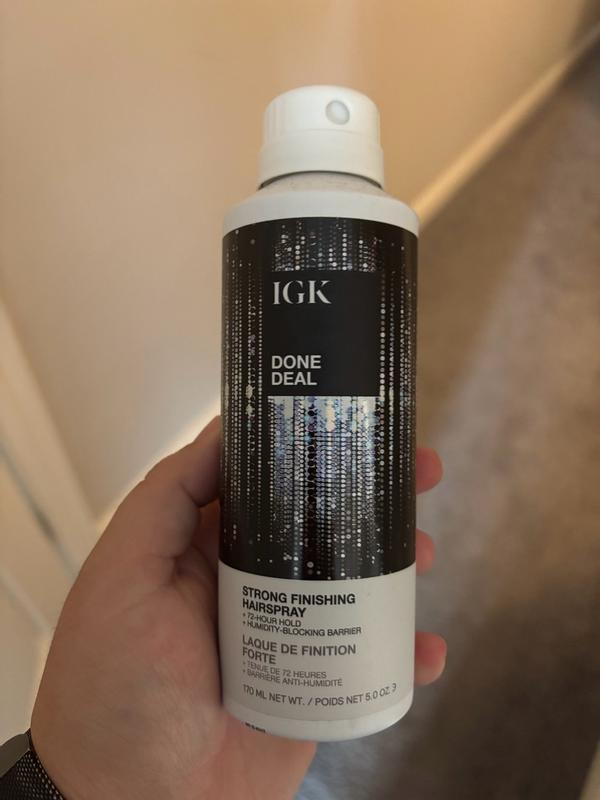 IGK
DONE
DEAL
STRONG FINISHING
HAIRSPRAY
+ 72-HOUR HOLD
+ HUMIDITY-BLOCKING BARRIER
LAQUE DE FINITION
FORTE
+ TENUE DE 72 HEURES
+ BARRIÈRE ANTI-HUMIDITÉ
170 ML NET WT. / POIDS NET 5.0 OZ.